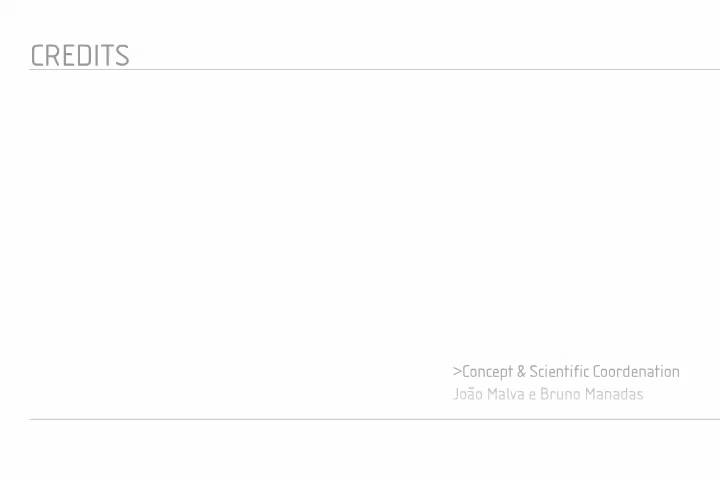 CREDITS
>Concept & Scientific Coordenation
João Malva e Bruno Manadas